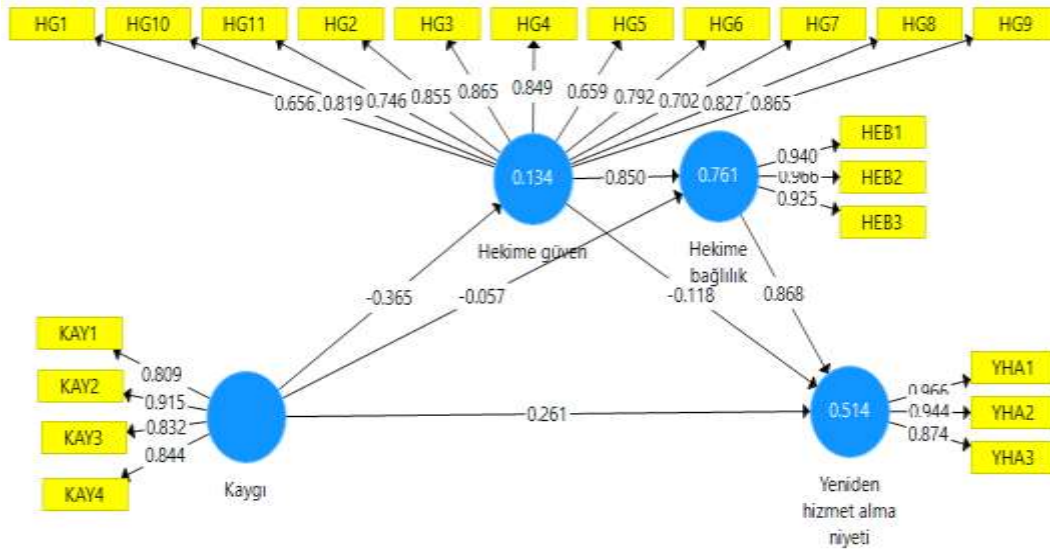 HG1 HG10 HG11 HG2 HG3 HG4 HG5 HG6 HG7 HG8 HG9
0.656 0.819 0.746 0.855 0.865 0.849 0.659 0.792 0.702 0.827 0.865
0.134
Hekime güven
0.850
0.761
Hekime
bağlılık
0.940
0.966
0.925
HEB1
HEB2
HEB3
-0.365
-0.057
-0.118
0.868
KAY1
KAY2
KAY3
KAY4
0.809
0.915
0.832
0.844
Kaygı
0.261
0.514
Yeniden
hizmet alma
niyeti
0.966
0.944
0.874
YHA1
YHA2
YHA3